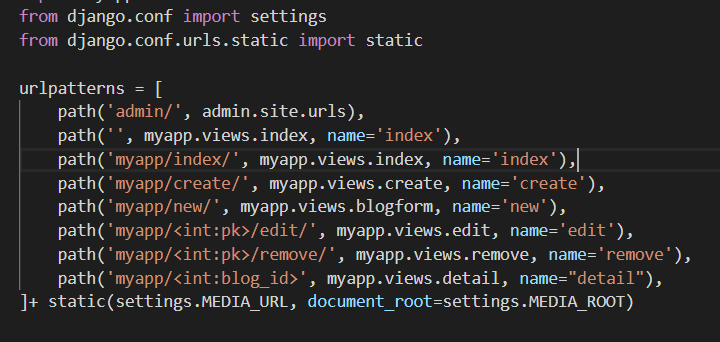 from django.conf import settings
from django.conf.urls.static import static
urlpatterns = [
    path('admin/', admin.site.urls),
    path('', myapp.views.index, name='index'),
    path('myapp/index/', myapp.views.index, name='index'),
    path('myapp/create/', myapp.views.create, name='create'),
    path('myapp/new/', myapp.views.blogform, name='new'),
    path('myapp/<int:pk>/edit/', myapp.views.edit, name='edit'),
    path('myapp/<int:pk>/remove/', myapp.views.remove, name='remove'),
    path('myapp/<int:blog_id>', myapp.views.detail, name="detail"),
]+ static(settings.MEDIA_URL, document_root=settings.MEDIA_ROOT)